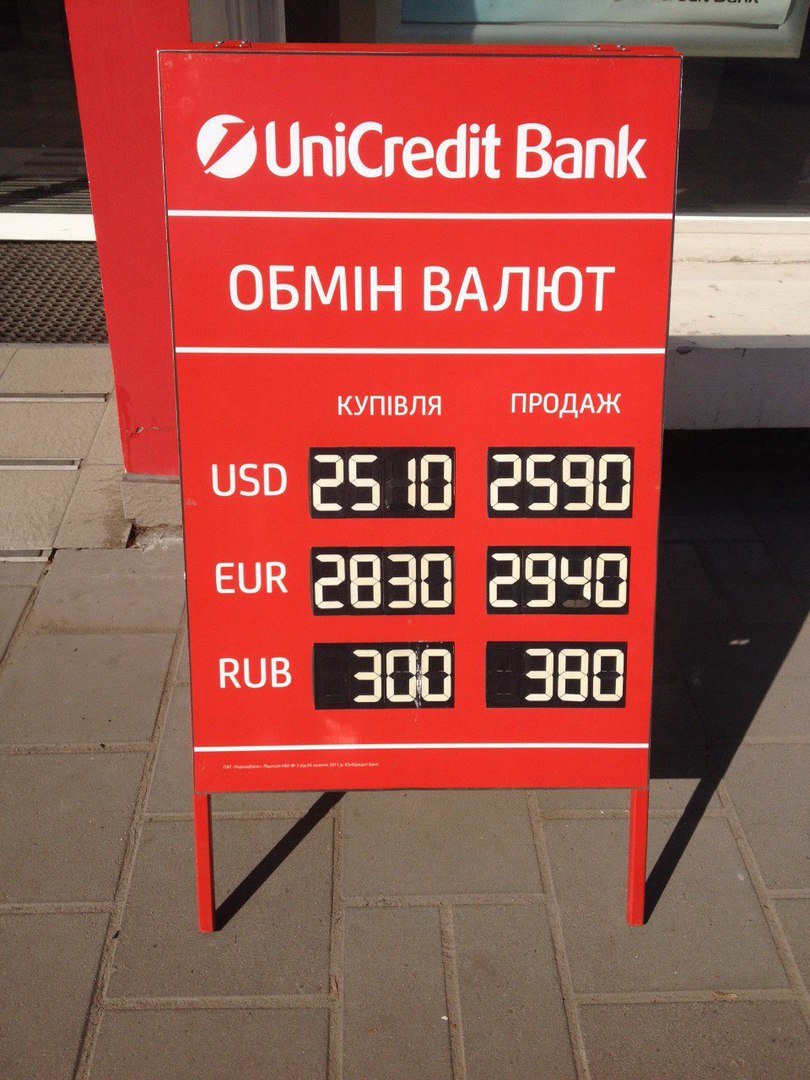 UniCredit Bank
ОБМІН ВАЛЮТ
КУПІВЛЯ ПРОДАЖ
USD 2510 2590
EUR 2830 2940
RUB 300 380